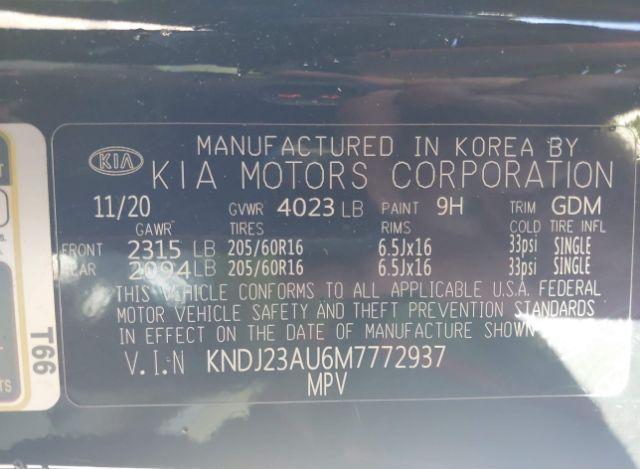 MANUFACTURED IN KOREA BY
KIA KIA MOTORS CORPORATION
11/20 GVWR 4023 LB PAINT 9H TRIM GDM
GAWR TIRES RIMS COLD TIRE INFL
FRONT 2315 LB 205/60R16 6.5Jx16 33psi SINGLE
REAR 2094 LB 205/60R16 6.5Jx16 33psi SINGLE
THIS VEHICLE CONFORMS TO ALL APPLICABLE U.S.A. FEDERAL
MOTOR VEHICLE SAFETY AND THEFT PREVENTION STANDARDS
IN EFFECT ON THE DATE OF MANUFACTURE SHOWN ABOVE
V.I.N KNDJ23AU6M7772937
MPV
T66